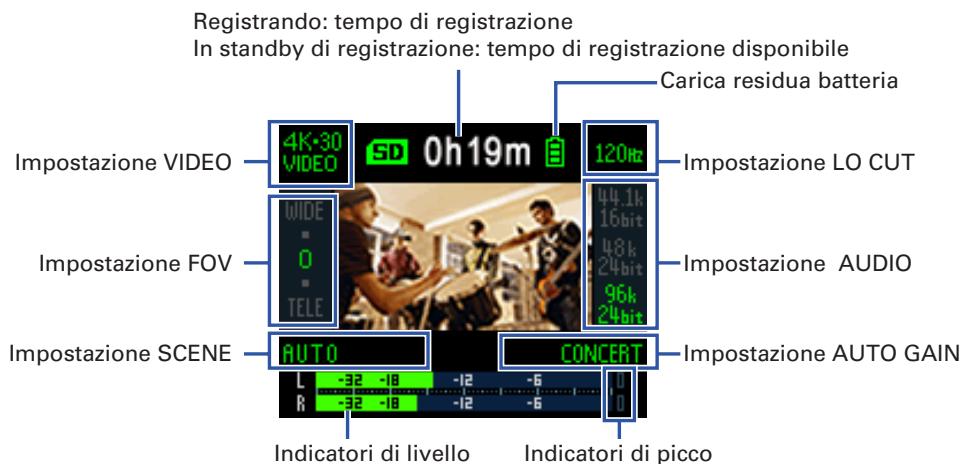 Registrando: tempo di registrazione
In standby di registrazione: tempo di registrazione disponibile
Carica residua batteria
Impostazione VIDEO
4K•30
VIDEO
SD 0h19m
120Hz
Impostazione LO CUT
Impostazione FOV
WIDE
0
TELE
44.1k
16bit
48k
24bit
96k
24bit
Impostazione AUDIO
Impostazione SCENE
AUTO
CONCERT
Impostazione AUTO GAIN
L -32 -18 -12 -6 0
R -32 -18 -12 -6 0
Indicatori di livello
Indicatori di picco